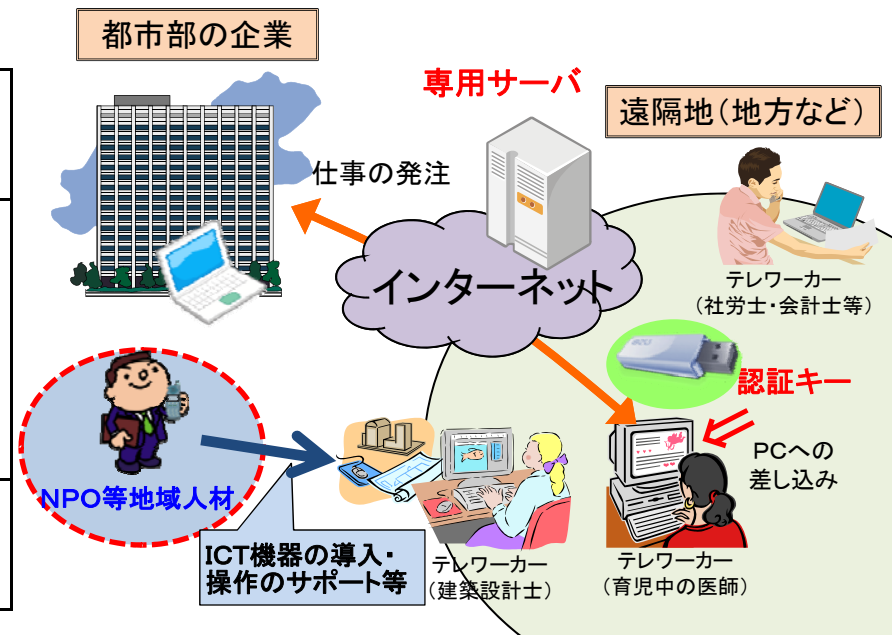 都市部の企業
専用サーバ
遠隔地(地方など)
仕事の発注
インターネット
テレワーカー
(社労士・会計士等)
認証キー
PCへの
差し込み
NPO等地域人材
ICT機器の導入・
操作のサポート等
テレワーカー
(建築設計士)
テレワーカー
(育児中の医師)